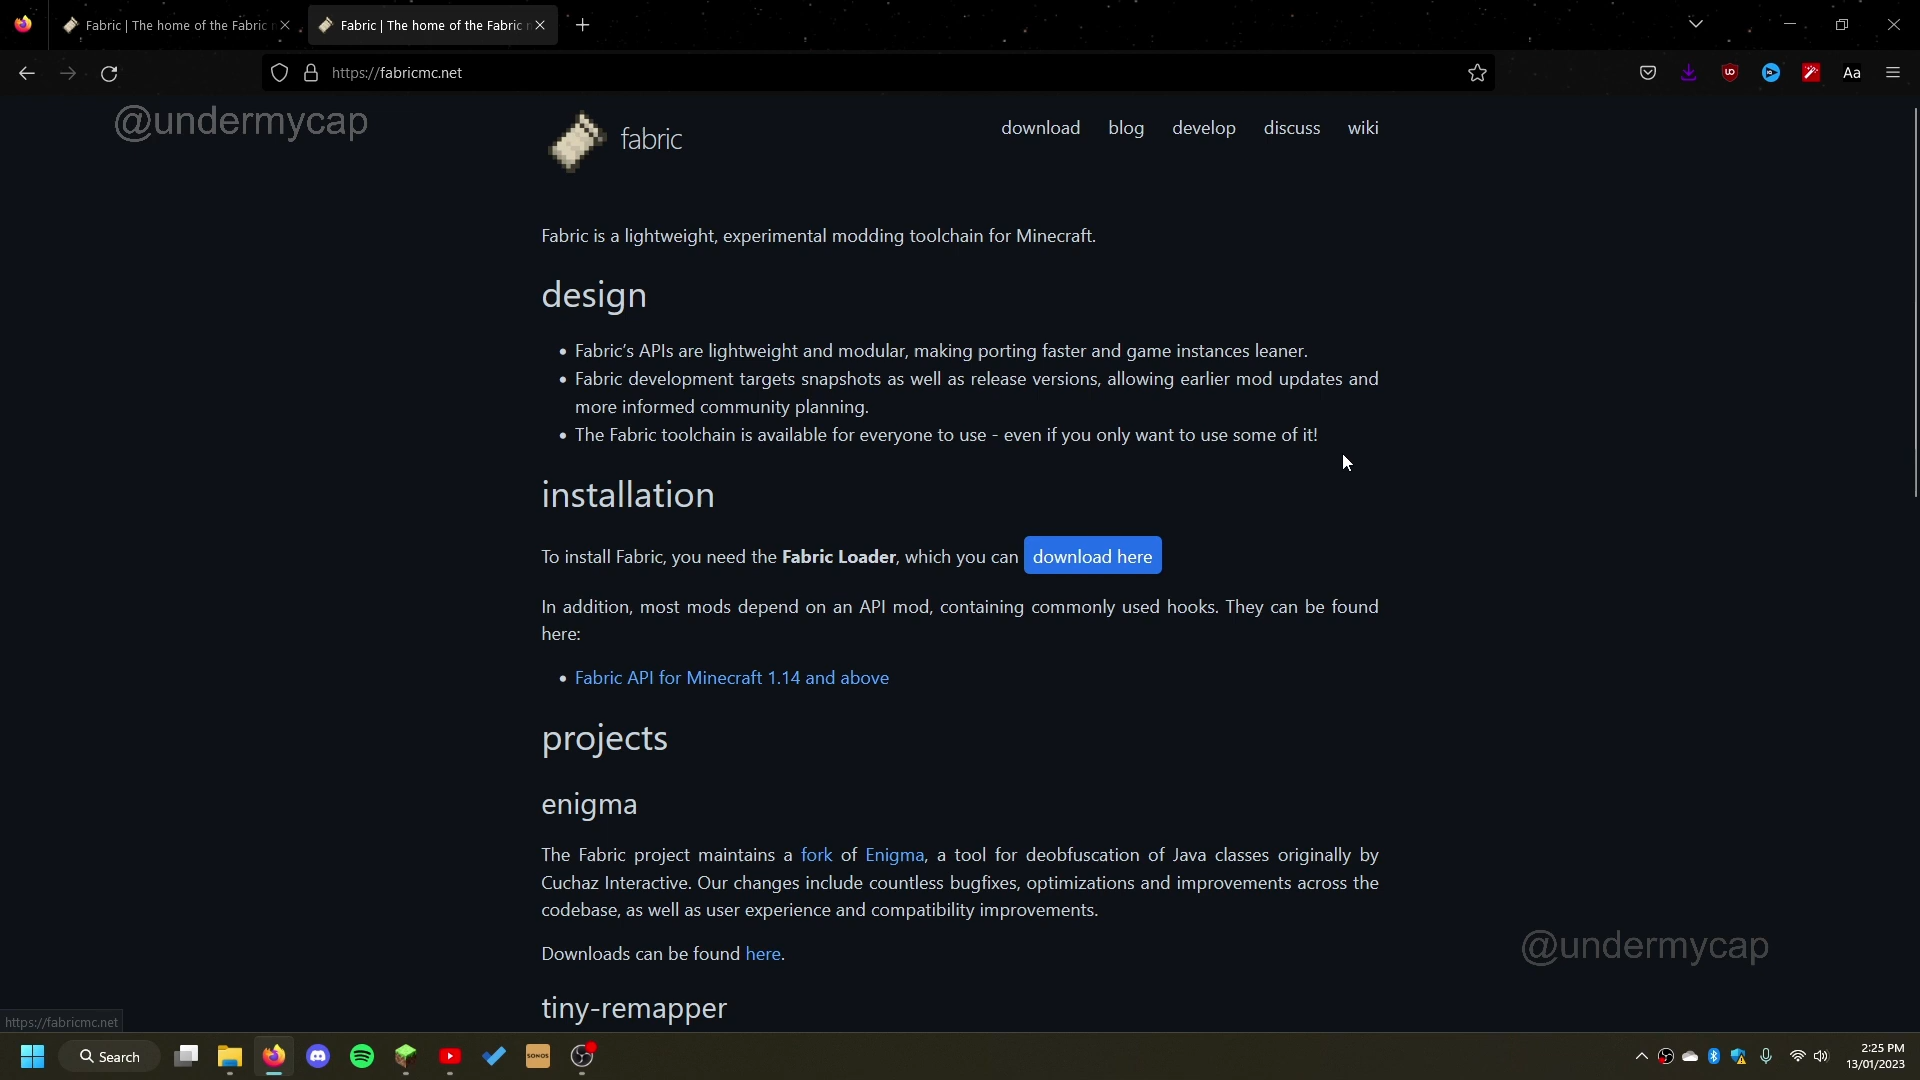 Fabric | The home of the Fabric
Fabric | The home of the Fabric
https://fabricmc.net
Aa
@undermycap
fabric
download blog develop discuss wiki
Fabric is a lightweight, experimental modding toolchain for Minecraft.
design
• Fabric's APIs are lightweight and modular, making porting faster and game instances leaner.
• Fabric development targets snapshots as well as release versions, allowing earlier mod updates and
more informed community planning.
• The Fabric toolchain is available for everyone to use - even if you only want to use some of it!
installation
To install Fabric, you need the Fabric Loader, which you can download here
In addition, most mods depend on an API mod, containing commonly used hooks. They can be found
here:
• Fabric API for Minecraft 1.14 and above
projects
enigma
The Fabric project maintains a fork of Enigma, a tool for deobfuscation of Java classes originally by
Cuchaz Interactive. Our changes include countless bugfixes, optimizations and improvements across the
codebase, as well as user experience and compatibility improvements.
@undermycap
Downloads can be found here.
tiny-remapper
https://fabricmc.net
Search
SONOS
2:25 PM
13/01/2023